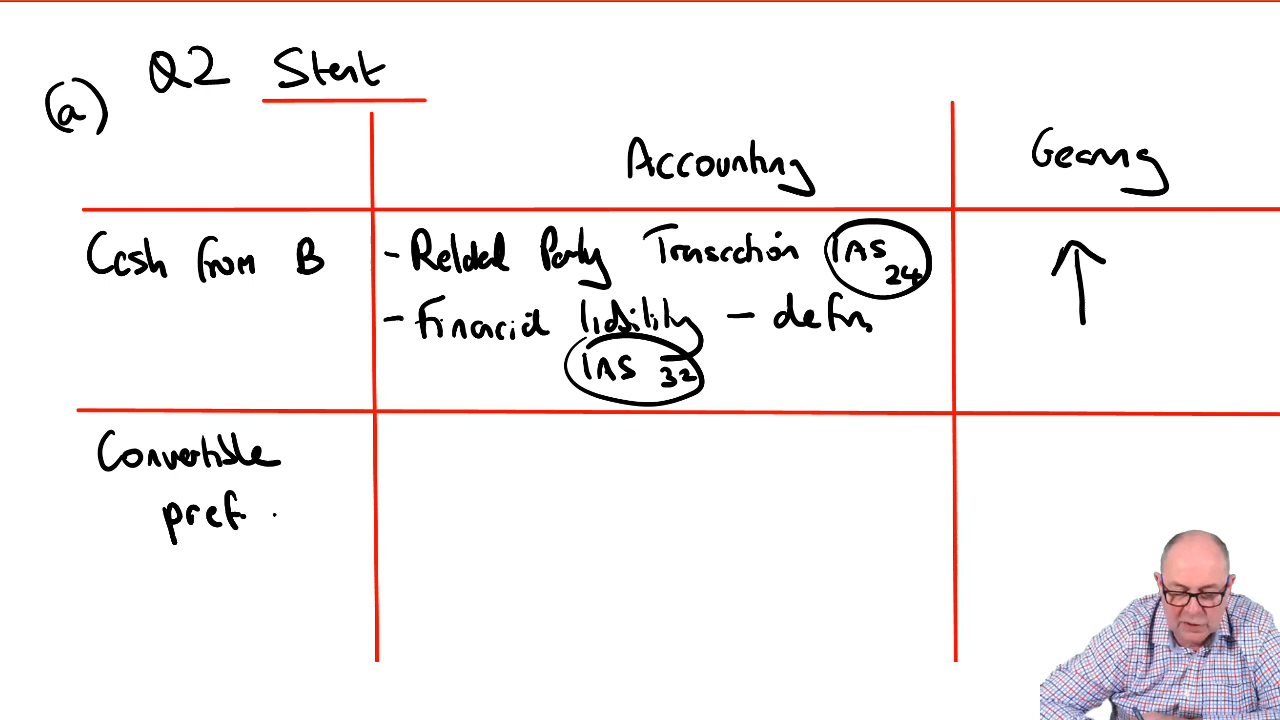 (a) Q2 Stent
Accounting
Gearing
Cash from B
- Related Party Transaction IAS 24
- Financial liability - defn
IAS 32
Convertible
pref.